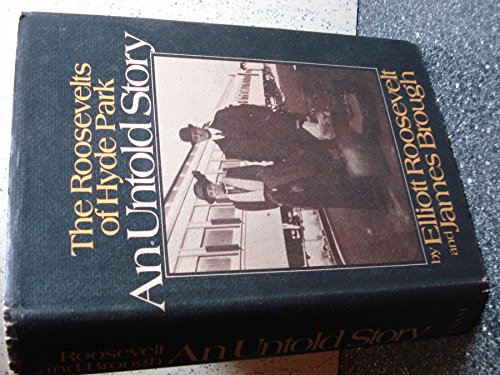 The Roosevelts
of Hyde Park
An Untold Story
by Elliott Roosevelt
and James Brough
Roosevelt
and Brough
An Untold Story